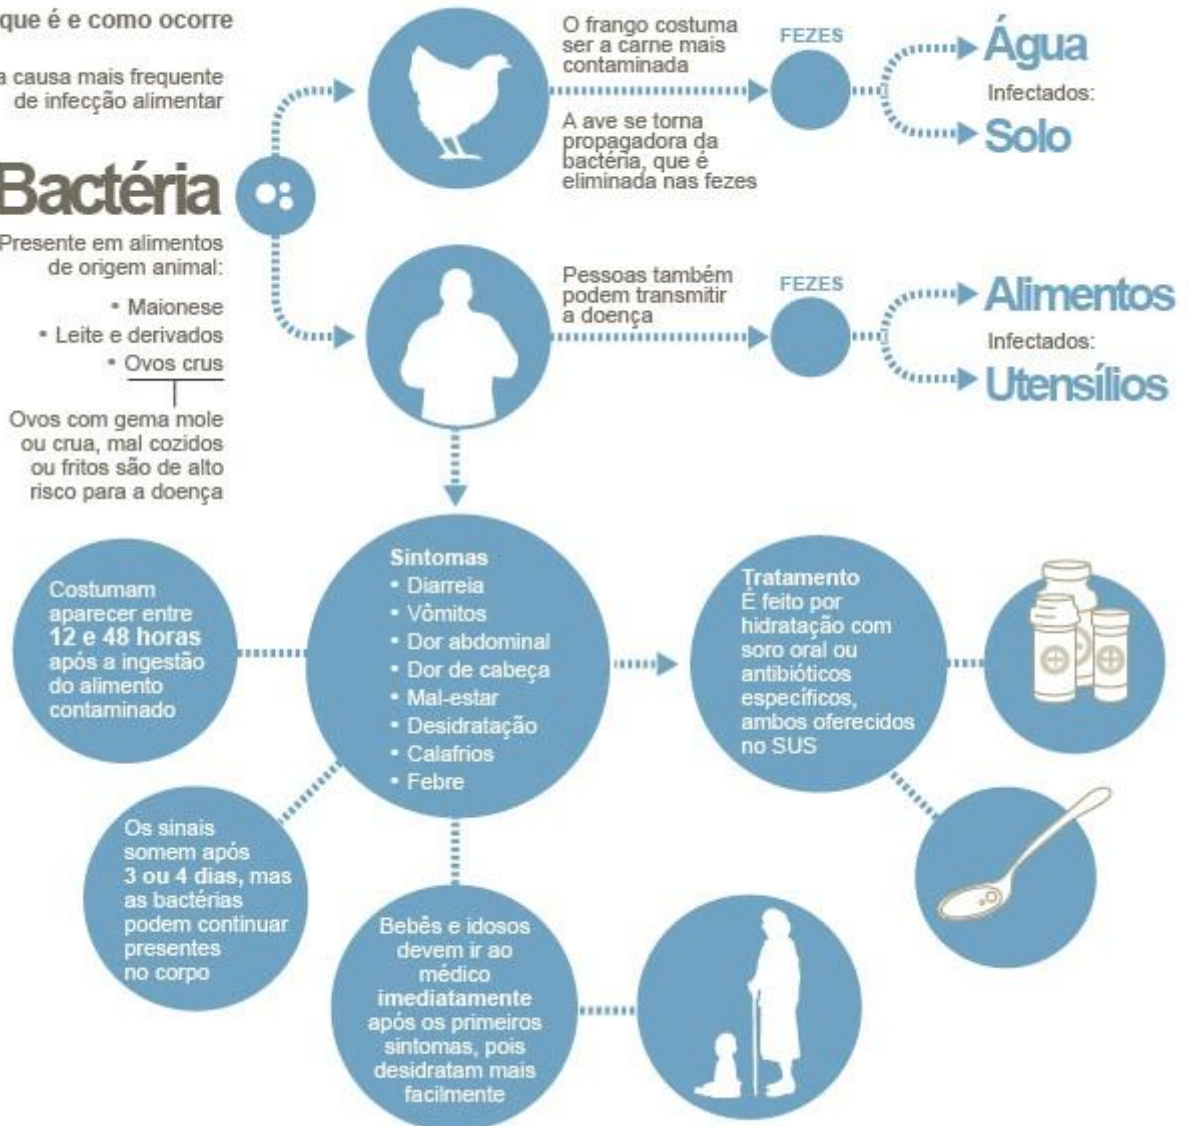 que é e como ocorre
a causa mais frequente
de infecção alimentar
Bactéria
Presente em alimentos
de origem animal:
• Maionese
• Leite e derivados
• Ovos crus
Ovos com gema mole
ou crua, mal cozidos
ou fritos são de alto
risco para a doença
O frango costuma
ser a carne mais
contaminada
A ave se torna
propagadora da
bactéria, que é
eliminada nas fezes
FEZES
Água
Infectados:
Solo
Pessoas também
podem transmitir
a doença
FEZES
Alimentos
Infectados:
Utensílios
Costumam
aparecer entre
12 e 48 horas
após a ingestão
do alimento
contaminado
Sintomas
• Diarreia
• Vômitos
• Dor abdominal
• Dor de cabeça
• Mal-estar
• Desidratação
• Calafrios
• Febre
Tratamento
É feito por
hidratação com
soro oral ou
antibióticos
específicos,
ambos oferecidos
no SUS
Os sinais
somem após
3 ou 4 dias, mas
as bactérias
podem continuar
presentes
no corpo
Bebês e idosos
devem ir ao
médico
imediatamente
após os primeiros
sintomas, pois
desidratam mais
facilmente